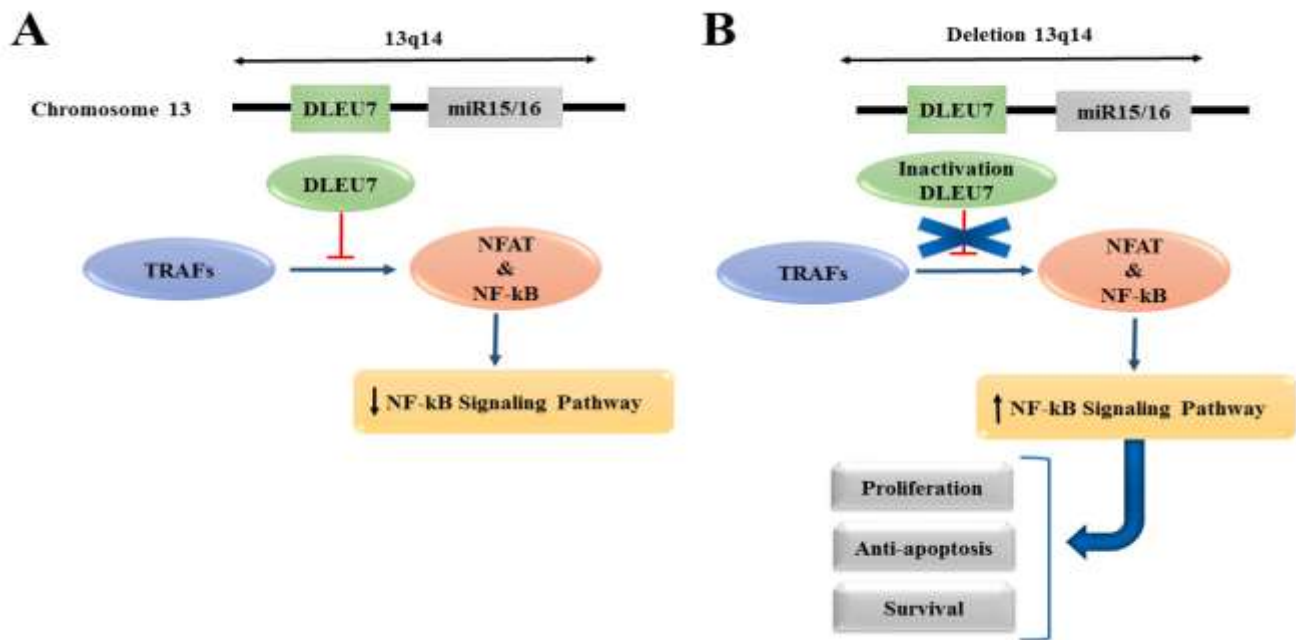 A
13q14
Chromosome 13
DLEU7
miR15/16
DLEU7
TRAFs
NFAT
&
NF-kB
↓ NF-kB Signaling Pathway
B
Deletion 13q14
DLEU7
miR15/16
Inactivation
DLEU7
TRAFs
NFAT
&
NF-kB
↑ NF-kB Signaling Pathway
Proliferation
Anti-apoptosis
Survival